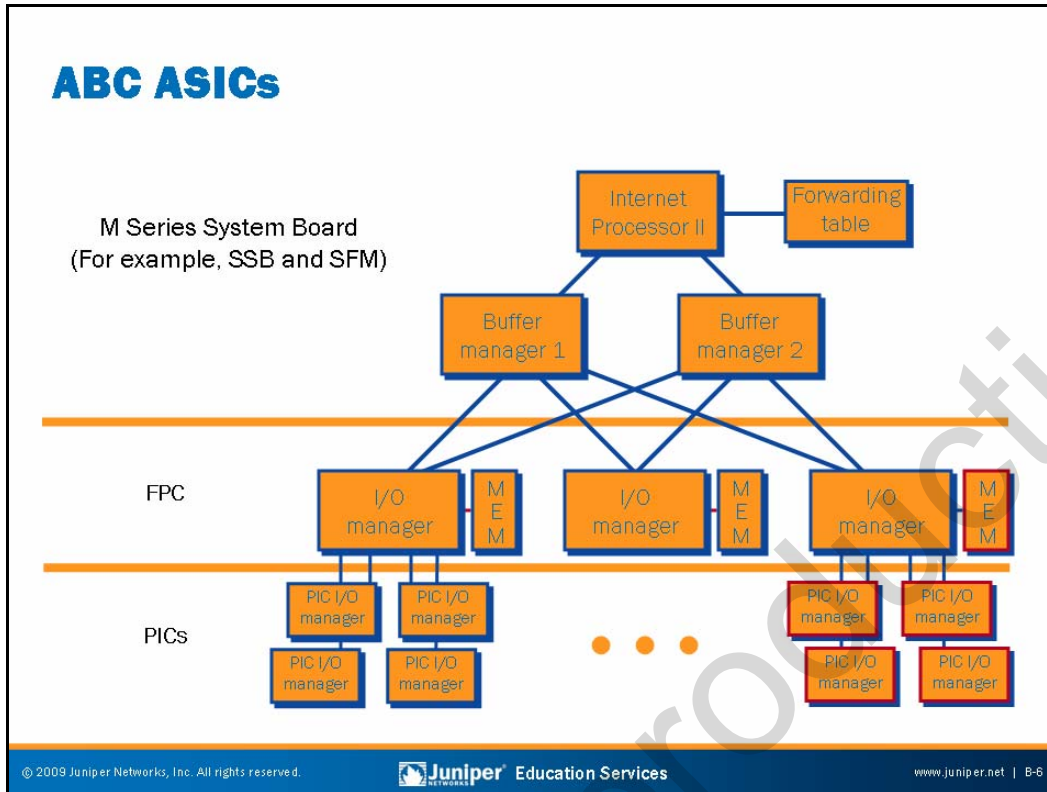 ABC ASICs
M Series System Board
(For example, SSB and SFM)
Internet
Processor II
Forwarding
table
Buffer
manager 1
Buffer
manager 2
FPC
I/O
manager
M
E
M
I/O
manager
M
E
M
I/O
manager
M
E
M
PICs
PIC I/O
manager
PIC I/O
manager
PIC I/O
manager
PIC I/O
manager
PIC I/O
manager
PIC I/O
manager
PIC I/O
manager
PIC I/O
manager
© 2009 Juniper Networks, Inc. All rights reserved.
Juniper
NETWORKS
Education Services
www.juniper.net | B-6